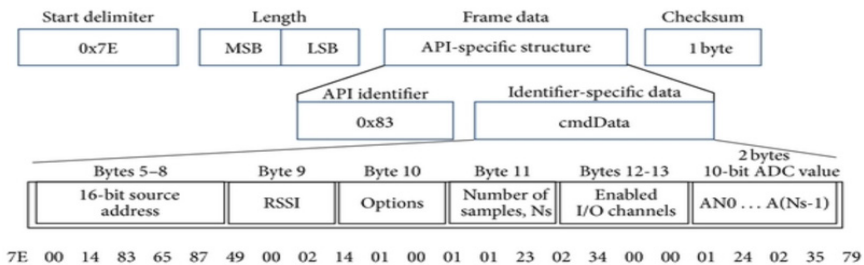 Start delimiter Length Frame data Checksum
0x7E MSB LSB API-specific structure 1 byte
API identifier Identifier-specific data
0x83 cmdData
2 bytes
Bytes 5–8 Byte 9 Byte 10 Byte 11 Bytes 12-13 10-bit ADC value
16-bit source address RSSI Options Number of samples, Ns Enabled I/O channels AN0 . . . A(Ns-1)
7E 00 14 83 65 87 49 00 02 14 01 00 01 01 23 02 34 00 00 01 24 02 35 79